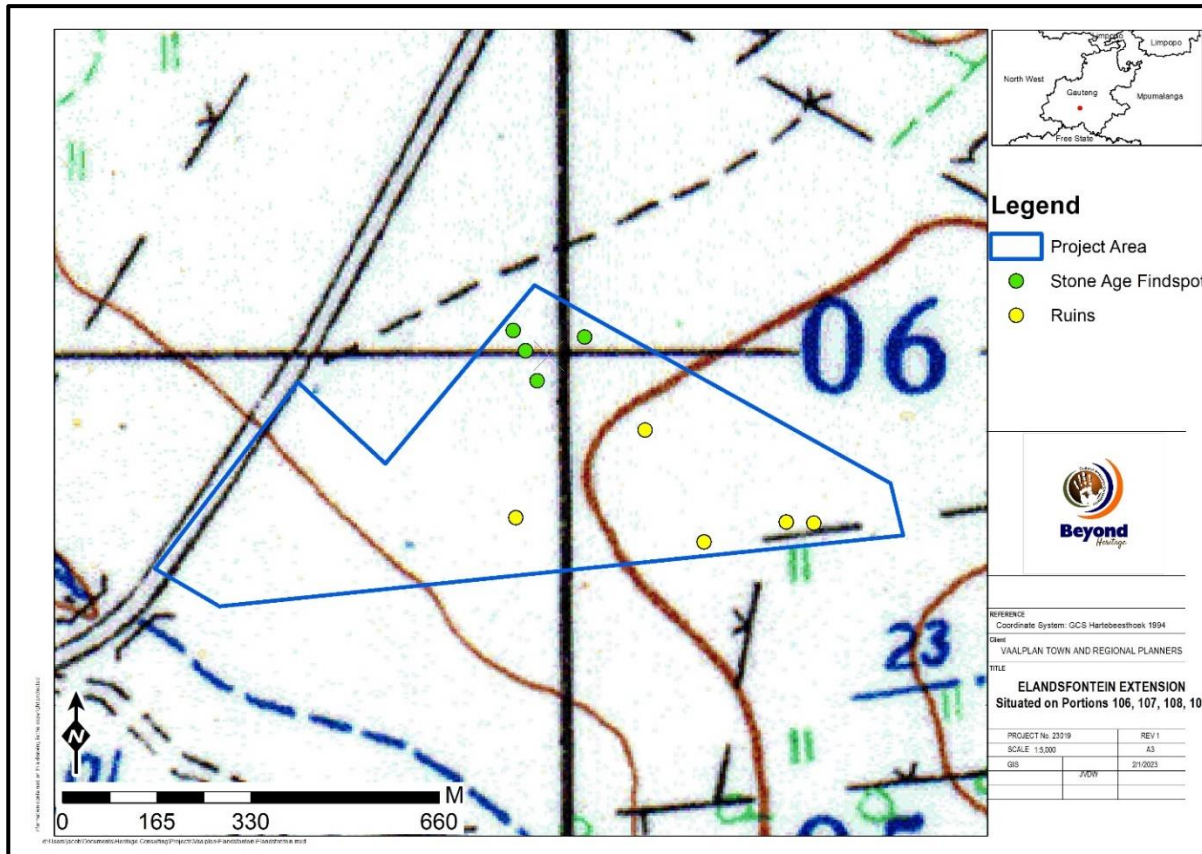 06
23
N
M
0 165 330 660
Limpopo
Limpopo
North West
Gauteng
Mpumalanga
Free State
Legend
Project Area
Stone Age Findspot
Ruins
Beyond
Heritage
REFERENCE
Coordinate System: GCS Hartebeesthoek 1994
Client
VAALPLAN TOWN AND REGIONAL PLANNERS
TITLE
ELANDSFONTEIN EXTENSION
Situated on Portions 106, 107, 108, 10
PROJECT No. 23019 REV 1
SCALE 1:5,000 A3
GIS 2/1/2023
JVDW